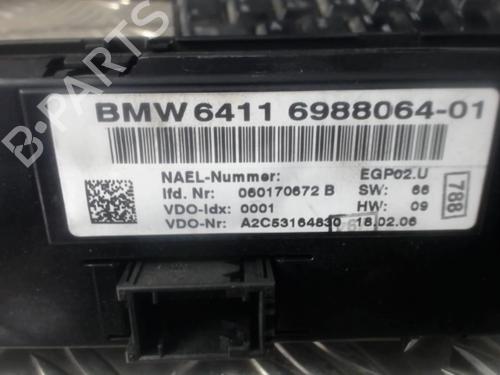 BMW 6411 6988064-01
NAEL-Nummer: EGP02.U
lfd. Nr: 060170672 B SW: 66
VDO-Idx: 0001 HW: 09
VDO-Nr: A2C53164830 18.02.06
788
B-PARTS